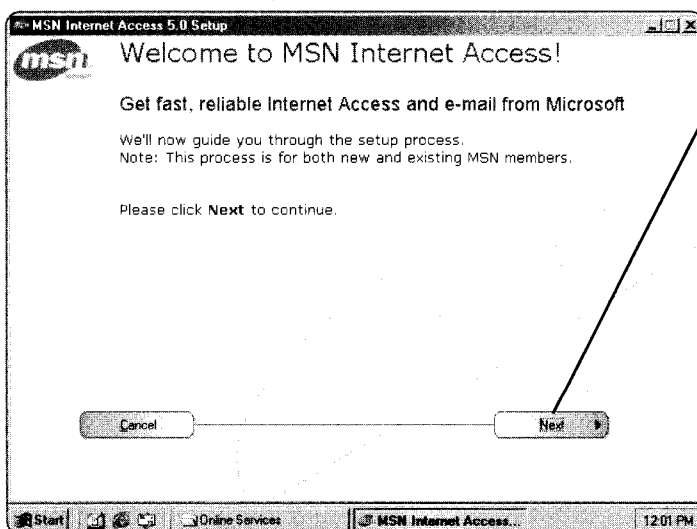 MSN Internet Access 5.0 Setup
msn
Welcome to MSN Internet Access!
Get fast, reliable Internet Access and e-mail from Microsoft
We'll now guide you through the setup process.
Note: This process is for both new and existing MSN members.
Please click Next to continue.
Cancel
Next
Start
Online Services
MSN Internet Access...
12:01 PM